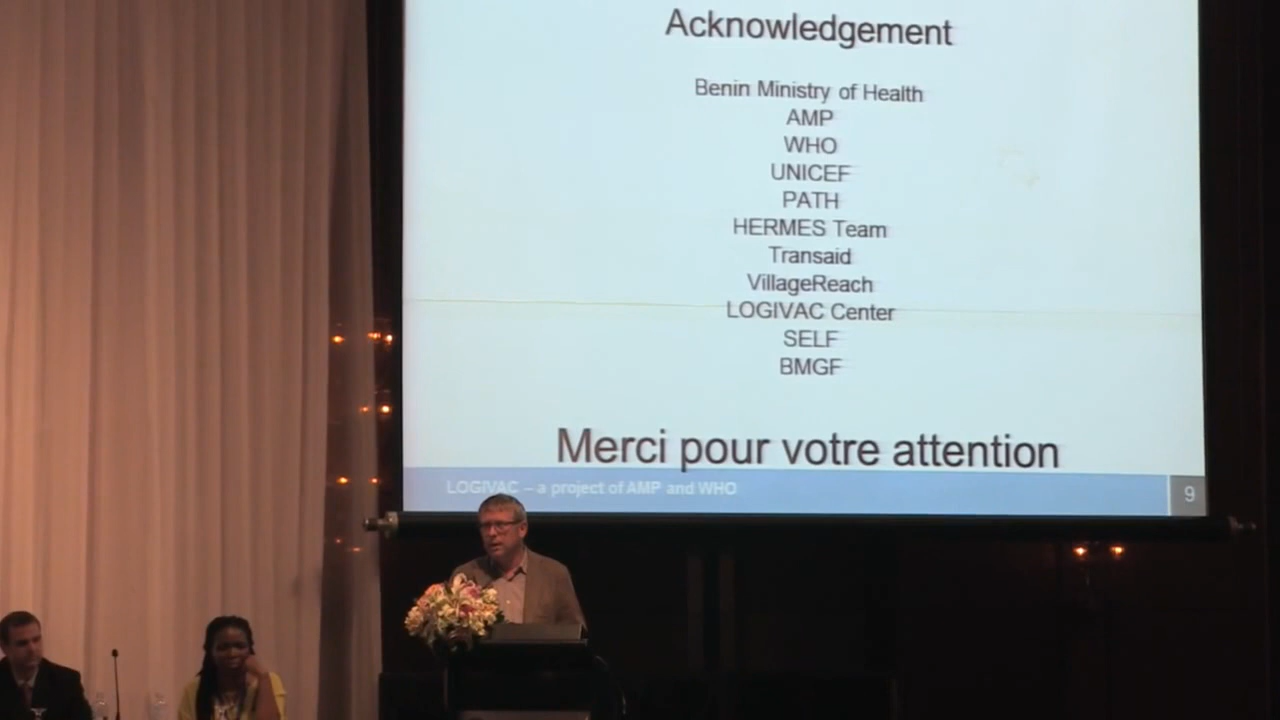 Acknowledgement
Benin Ministry of Health
AMP
WHO
UNICEF
PATH
HERMES Team
Transaid
VillageReach
LOGIVAC Center
SELF
BMGF
Merci pour votre attention
LOGIVAC – a project of AMP and WHO
9